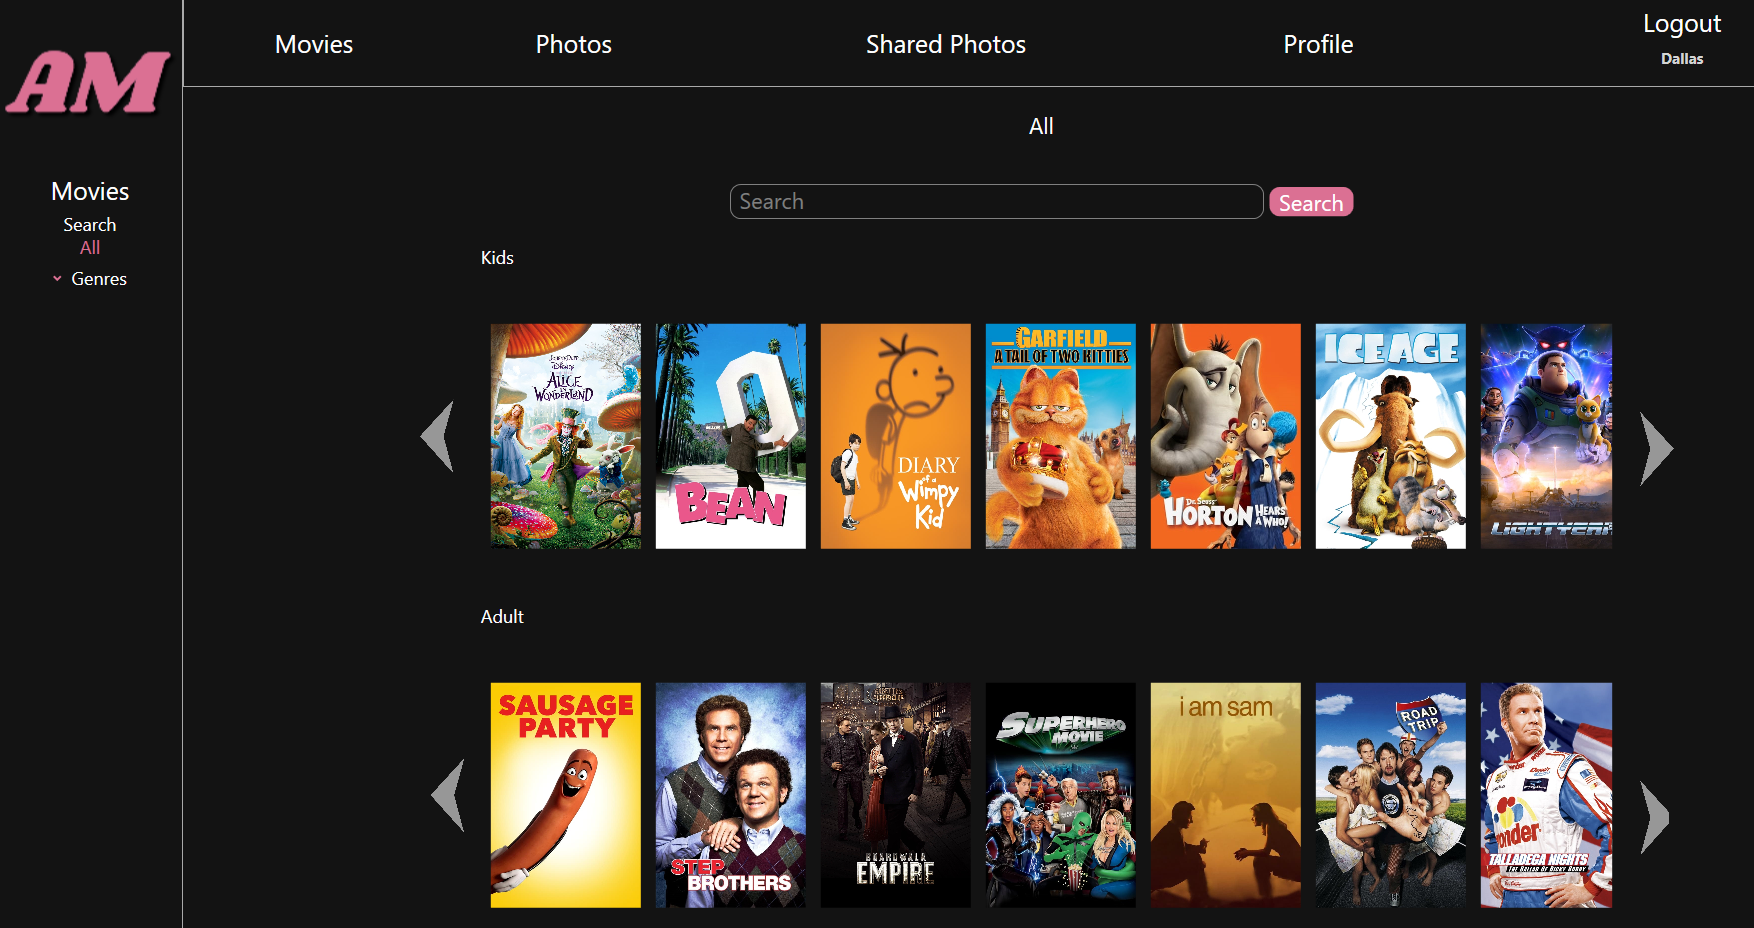 AM
Movies
Photos
Shared Photos
Profile
Logout
Dallas
Movies
Search
All
Genres
All
Search
Search
Kids
Disney
ALICE
IN
WONDERLAND
BEAN
DIARY
of a
Wimpy
Kid
GARFIELD
A TAIL OF TWO KITTIES
Dr. Seuss'
HORTON HEARS
A WHO!
ICE AGE
LIGHTYEAR
Adult
SAUSAGE
PARTY
STEP
BROTHERS
BOARDWALK
EMPIRE
SUPERHERO
MOVIE
i am sam
ROAD
TRIP
onder
TALLADEGA NIGHTS
THE BALLAD OF RICKY BOBBY